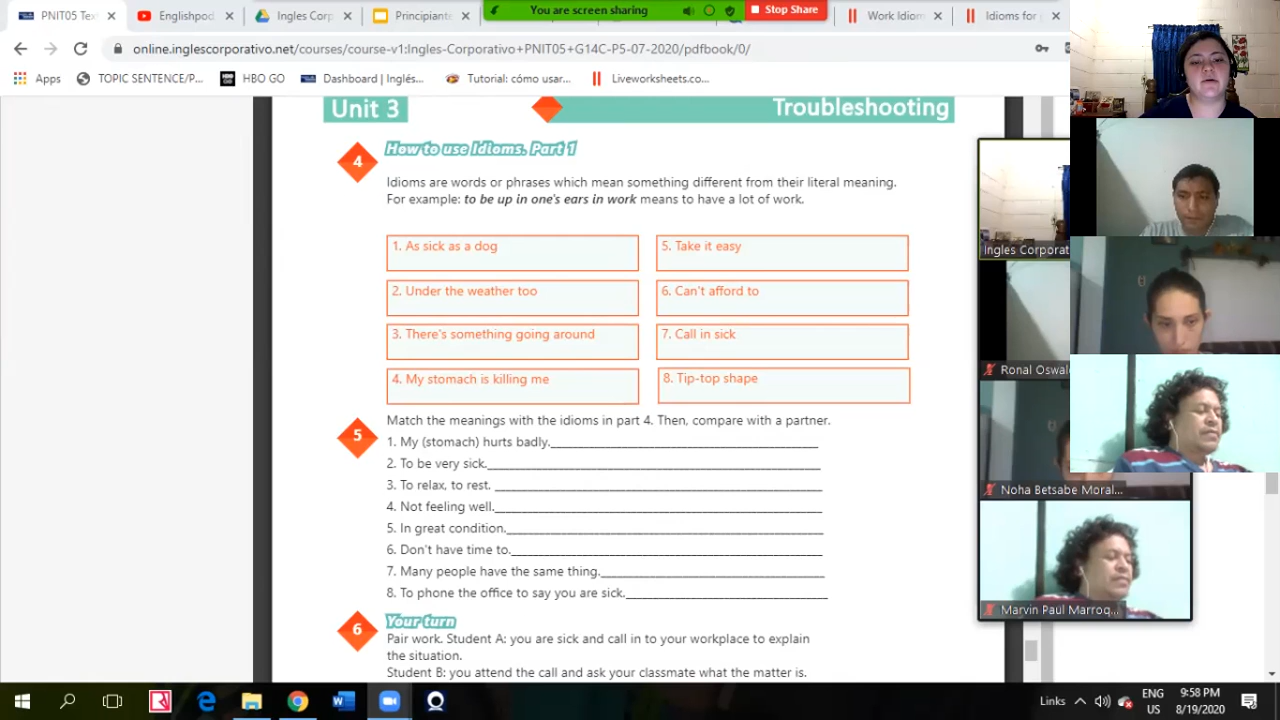 PNIT05 Tex
Englishpod
Ingles Corp
Principiante
You are screen sharing
Stop Share
Work Idiom
Idioms for
online.inglescorporativo.net/courses/course-v1:Ingles-Corporativo+PNIT05+G14C-P5-07-2020/pdfbook/0/
Apps
TOPIC SENTENCE/P...
HBO GO
Dashboard | Inglés...
Tutorial: cómo usar...
Liveworksheets.co...
Unit 3
Troubleshooting
4
How to use Idioms. Part 1
Idioms are words or phrases which mean something different from their literal meaning.
For example: to be up in one's ears in work means to have a lot of work.
1. As sick as a dog
5. Take it easy
2. Under the weather too
6. Can't afford to
3. There's something going around
7. Call in sick
4. My stomach is killing me
8. Tip-top shape
5
Match the meanings with the idioms in part 4. Then, compare with a partner.
1. My (stomach) hurts badly.
2. To be very sick.
3. To relax, to rest.
4. Not feeling well.
5. In great condition.
6. Don't have time to.
7. Many people have the same thing.
8. To phone the office to say you are sick.
6
Your turn
Pair work. Student A: you are sick and call in to your workplace to explain
the situation.
Student B: you attend the call and ask your classmate what the matter is.
Ingles Corporat
Ronal Oswal
Noha Betsabe Moral...
Marvin Paul Marroq...
Links
ENG
US
9:58 PM
8/19/2020